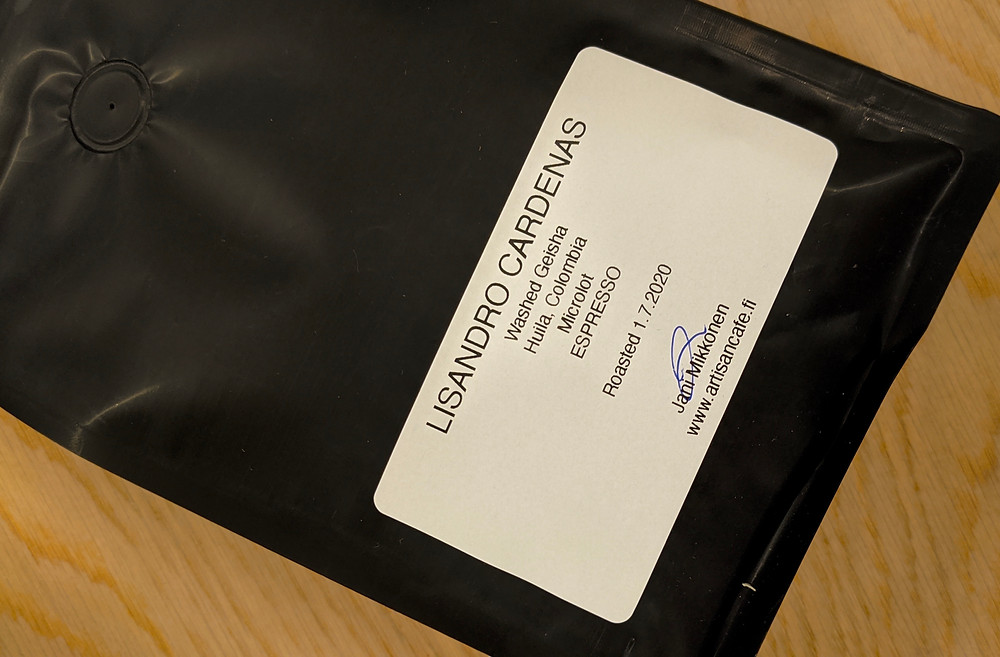 LISANDRO CARDENAS
Washed Geisha
Huila, Colombia
Microlot
ESPRESSO
Roasted 1.7.2020
Jani Mikkonen
www.artisancafe.fi